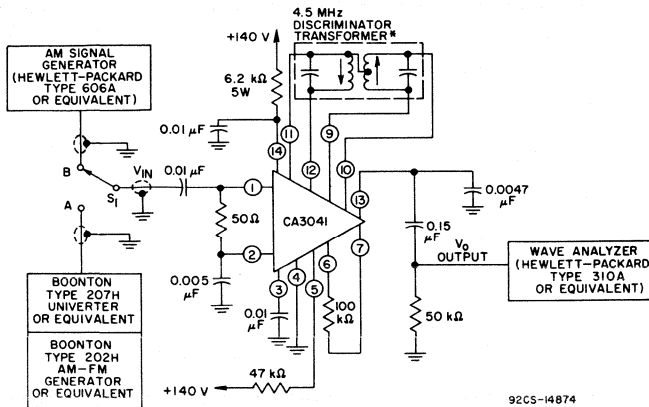 4.5 MHz
DISCRIMINATOR
TRANSFORMER*
+140 V
AM SIGNAL
GENERATOR
(HEWLETT-PACKARD
TYPE 606A
OR EQUIVALENT)
6.2 kΩ
5W
0.01
μF
11
9
12
10
14
13
B
VIN
0.01 μF
S1
1
CA3041
0.0047
μF
A
50Ω
0.15
μF
VO
OUTPUT
WAVE ANALYZER
(HEWLETT-PACKARD
TYPE 310A
OR EQUIVALENT)
2
7
6
3
4
5
0.005
μF
0.01
μF
100
kΩ
50 kΩ
BOONTON
TYPE 207H
UNIVERTER
OR EQUIVALENT
BOONTON
TYPE 202H
AM-FM
GENERATOR
OR EQUIVALENT
47 kΩ
+140 V
92CS-14874